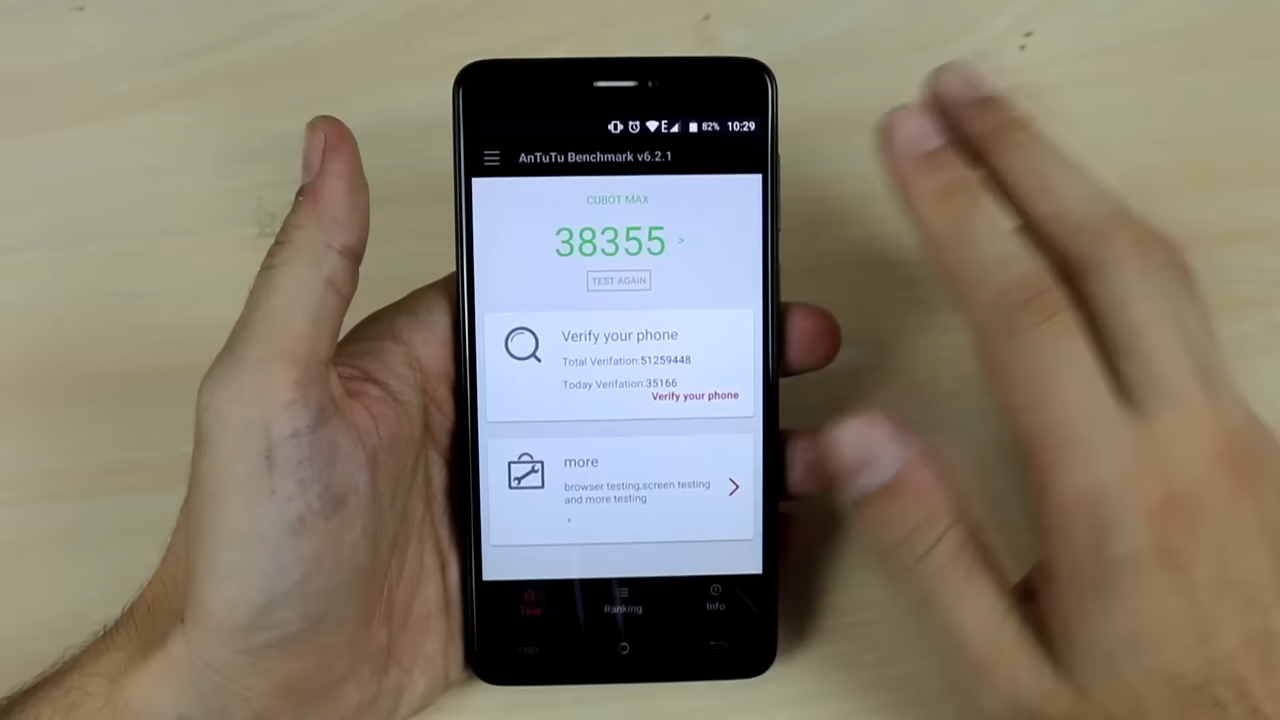 E 82% 10:29
AnTuTu Benchmark v6.2.1
CUBOT MAX
38355 >
TEST AGAIN
Verify your phone
Total Verifation:51259448
Today Verifation:35166
Verify your phone
more
browser testing,screen testing
and more testing
Test Ranking Info